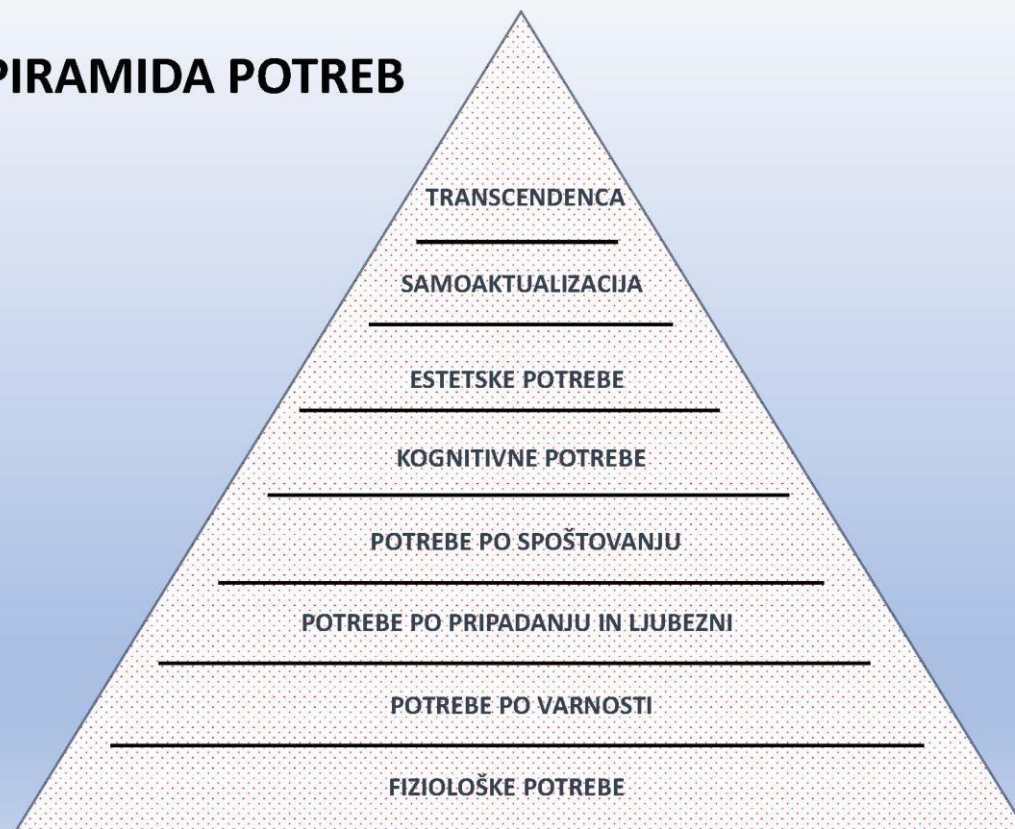 PIRAMIDA POTREB
TRANSCENDENCA
SAMOAKTUALIZACIJA
ESTETSKE POTREBE
KOGNITIVNE POTREBE
POTREBE PO SPOŠTOVANJU
POTREBE PO PRIPADANJU IN LJUBEZNI
POTREBE PO VARNOSTI
FIZIOLOŠKE POTREBE